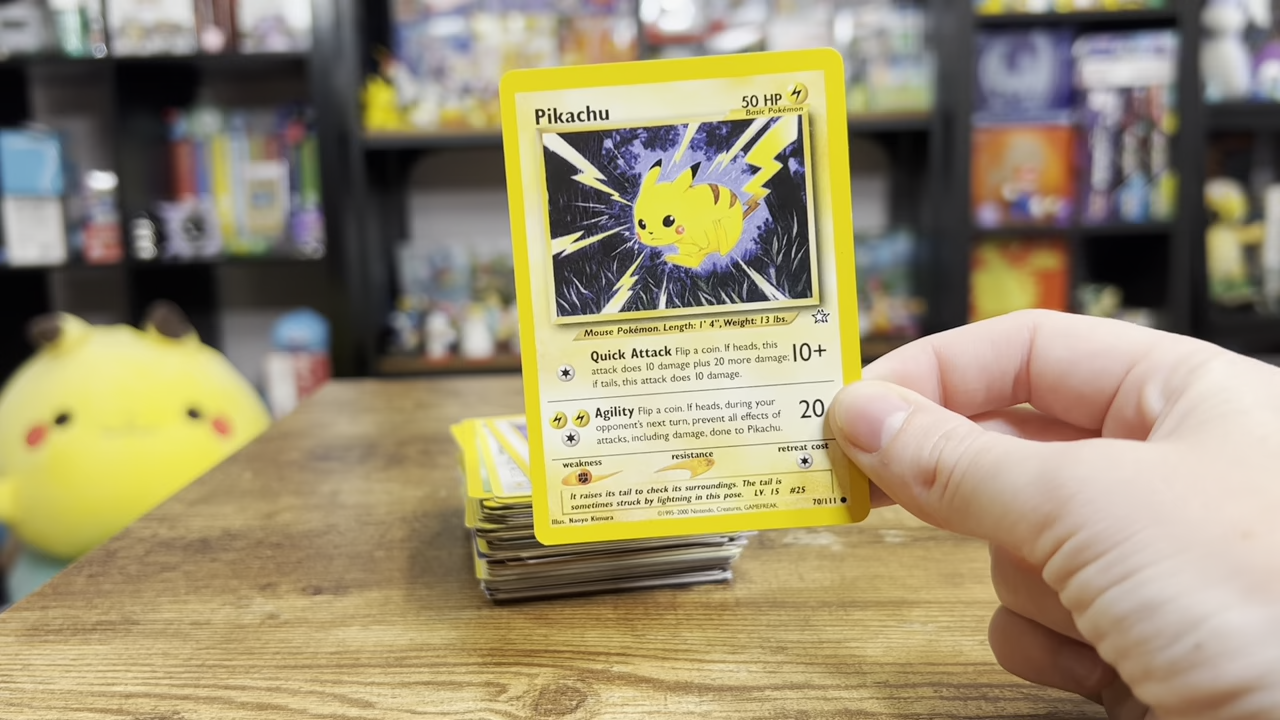 Pikachu
50 HP
Basic Pokémon
Mouse Pokémon. Length: 1' 4", Weight: 13 lbs.
Quick Attack Flip a coin. If heads, this
attack does 10 damage plus 20 more damage;
if tails, this attack does 10 damage.
10+
Agility Flip a coin. If heads, during your
opponent's next turn, prevent all effects of
attacks, including damage, done to Pikachu.
20
weakness
resistance
retreat cost
It raises its tail to check its surroundings. The tail is
sometimes struck by lightning in this pose. LV. 15 #25
Illus. Naoyo Kimura
©1995-2000 Nintendo, Creatures, GAMEFREAK.
70/111